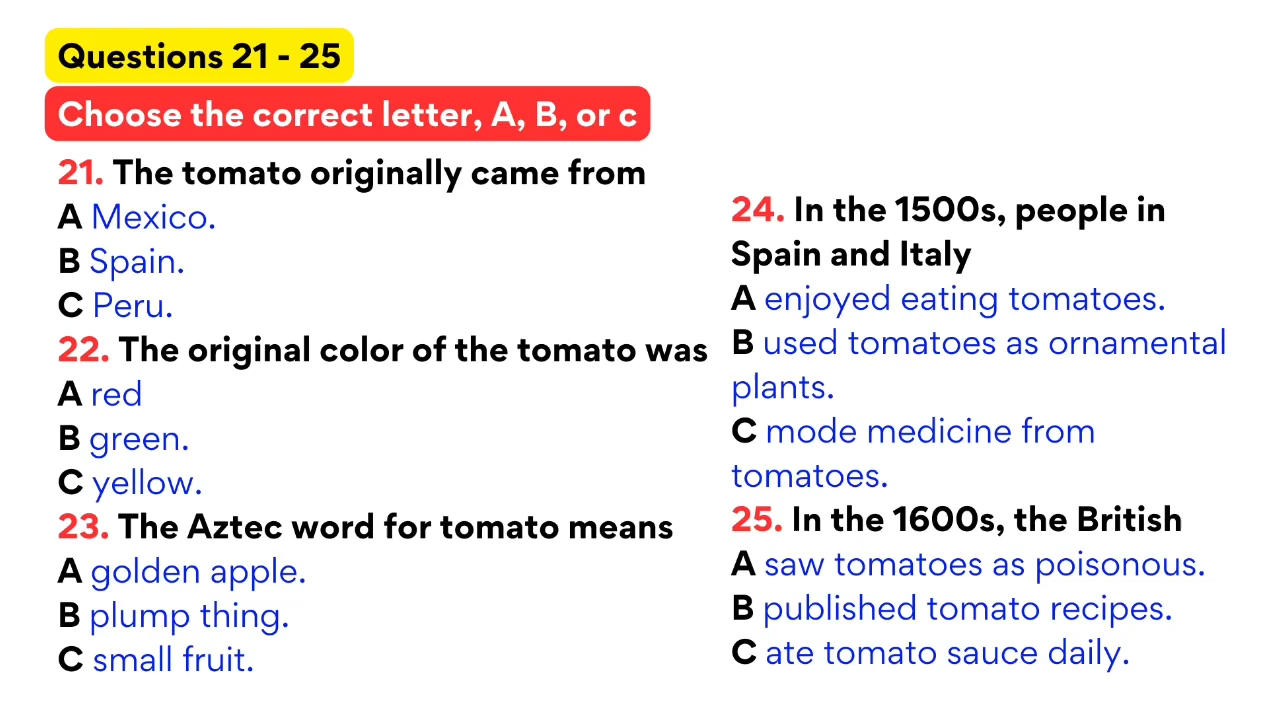 Questions 21 - 25
Choose the correct letter, A, B, or c
21. The tomato originally came from
A Mexico.
B Spain.
C Peru.
22. The original color of the tomato was
A red
B green.
C yellow.
23. The Aztec word for tomato means
A golden apple.
B plump thing.
C small fruit.
24. In the 1500s, people in
Spain and Italy
A enjoyed eating tomatoes.
B used tomatoes as ornamental
plants.
C mode medicine from
tomatoes.
25. In the 1600s, the British
A saw tomatoes as poisonous.
B published tomato recipes.
C ate tomato sauce daily.